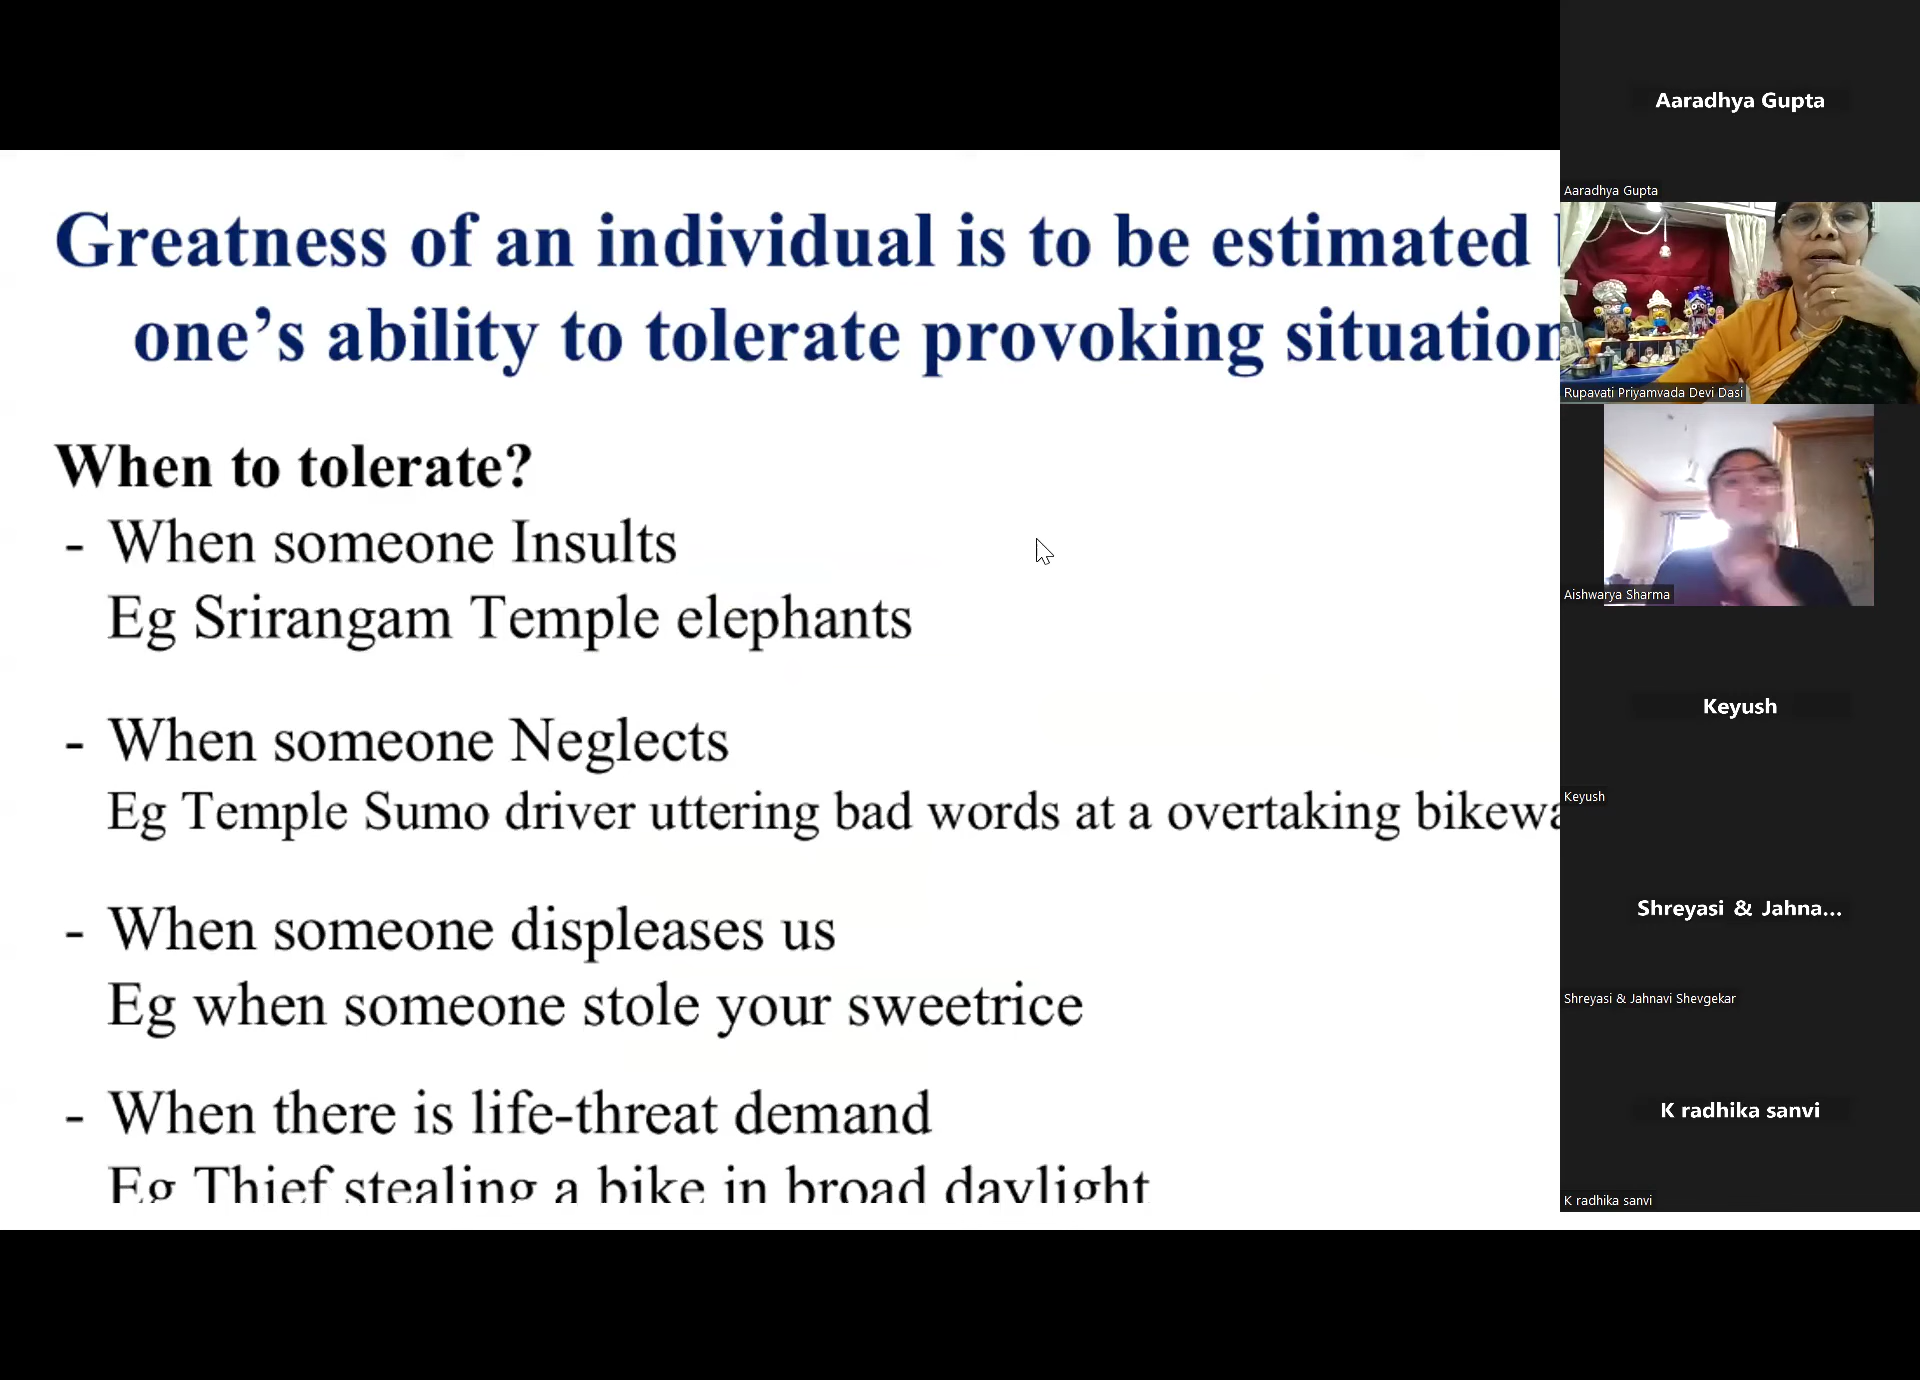 Greatness of an individual is to be estimated
one's ability to tolerate provoking situation
When to tolerate?
- When someone Insults
Eg Srirangam Temple elephants
- When someone Neglects
Eg Temple Sumo driver uttering bad words at a overtaking bikewa
- When someone displeases us
Eg when someone stole your sweetrice
- When there is life-threat demand
Eg Thief stealing a bike in broad daylight
Aaradhya Gupta
Aaradhya Gupta
Rupavati Priyamvada Devi Dasi
Aishwarya Sharma
Keyush
Keyush
Shreyasi & Jahna...
Shreyasi & Jahnavi Shevgekar
K radhika sanvi
K radhika sanvi